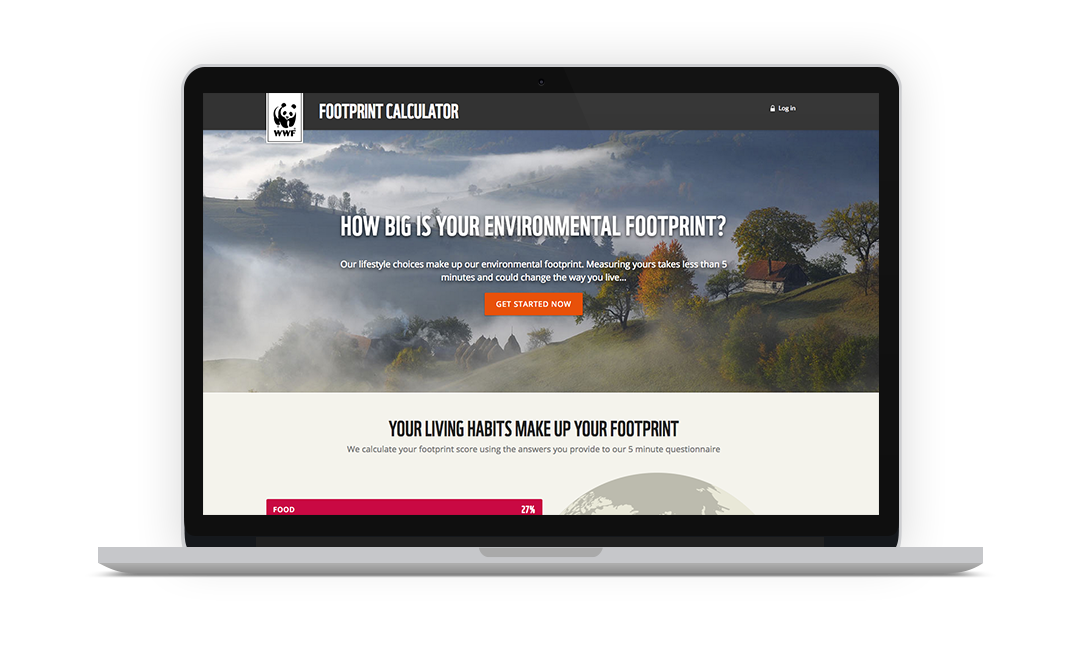 WWF
FOOTPRINT CALCULATOR
Log in
HOW BIG IS YOUR ENVIRONMENTAL FOOTPRINT?
Our lifestyle choices make up our environmental footprint. Measuring yours takes less than 5
minutes and could change the way you live...
GET STARTED NOW
YOUR LIVING HABITS MAKE UP YOUR FOOTPRINT
We calculate your footprint score using the answers you provide to our 5 minute questionnaire
FOOD 27%